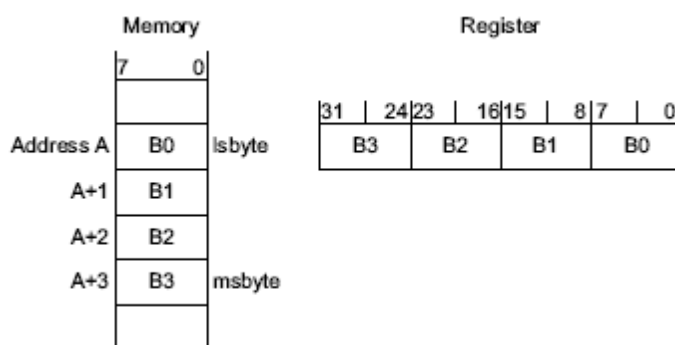 Memory
Register
7 0
31 24 23 16 15 8 7 0
Address A B0 lsbyte
B3 B2 B1 B0
A+1 B1
A+2 B2
A+3 B3 msbyte